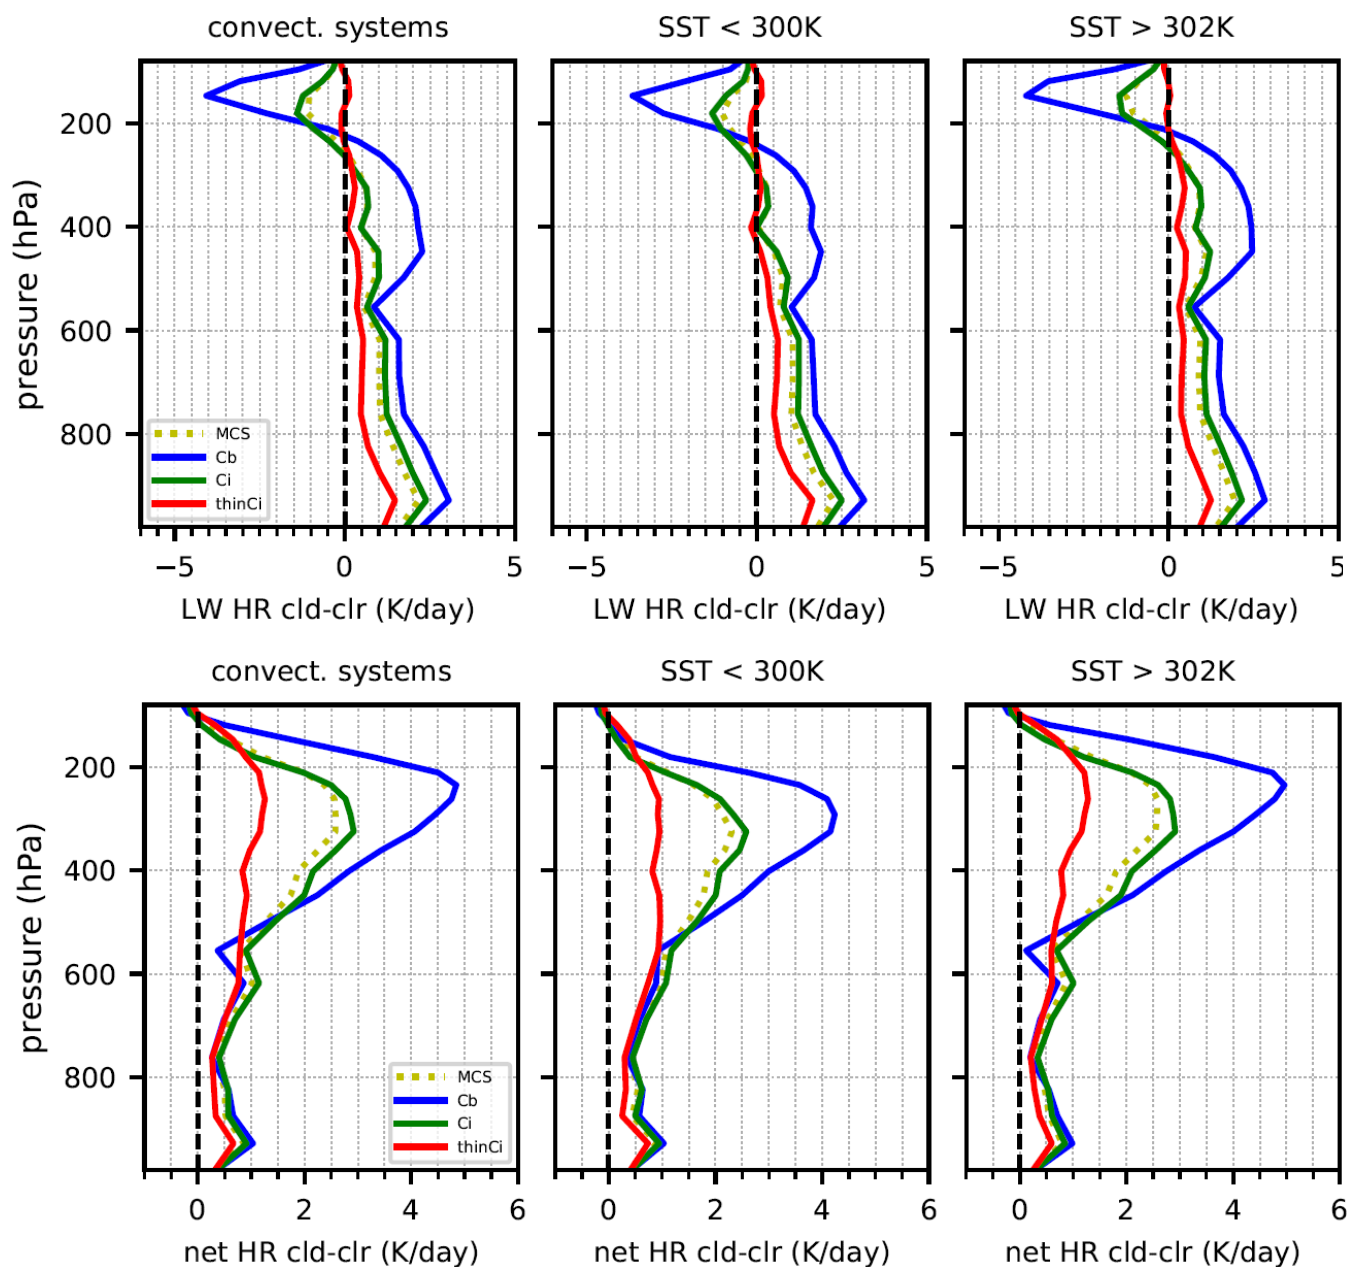 convect. systems
SST < 300K
SST > 302K
pressure (hPa)
200
400
600
800
MCS
Cb
Ci
thinCi
−5
0
5
−5
0
5
−5
0
5
LW HR cld-clr (K/day)
LW HR cld-clr (K/day)
LW HR cld-clr (K/day)
convect. systems
SST < 300K
SST > 302K
pressure (hPa)
200
400
600
800
MCS
Cb
Ci
thinCi
0
2
4
6
0
2
4
6
0
2
4
6
net HR cld-clr (K/day)
net HR cld-clr (K/day)
net HR cld-clr (K/day)